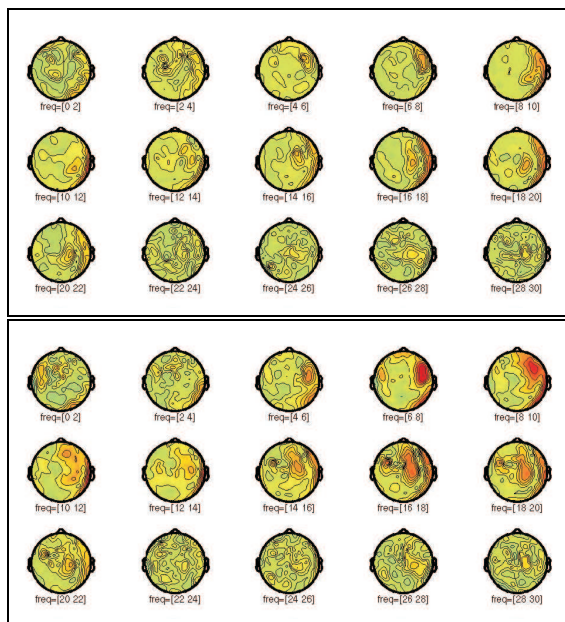 freq=[0 2] freq=[2 4] freq=[4 6] freq=[6 8] freq=[8 10]
freq=[10 12] freq=[12 14] freq=[14 16] freq=[16 18] freq=[18 20]
freq=[20 22] freq=[22 24] freq=[24 26] freq=[26 28] freq=[28 30]
freq=[0 2] freq=[2 4] freq=[4 6] freq=[6 8] freq=[8 10]
freq=[10 12] freq=[12 14] freq=[14 16] freq=[16 18] freq=[18 20]
freq=[20 22] freq=[22 24] freq=[24 26] freq=[26 28] freq=[28 30]